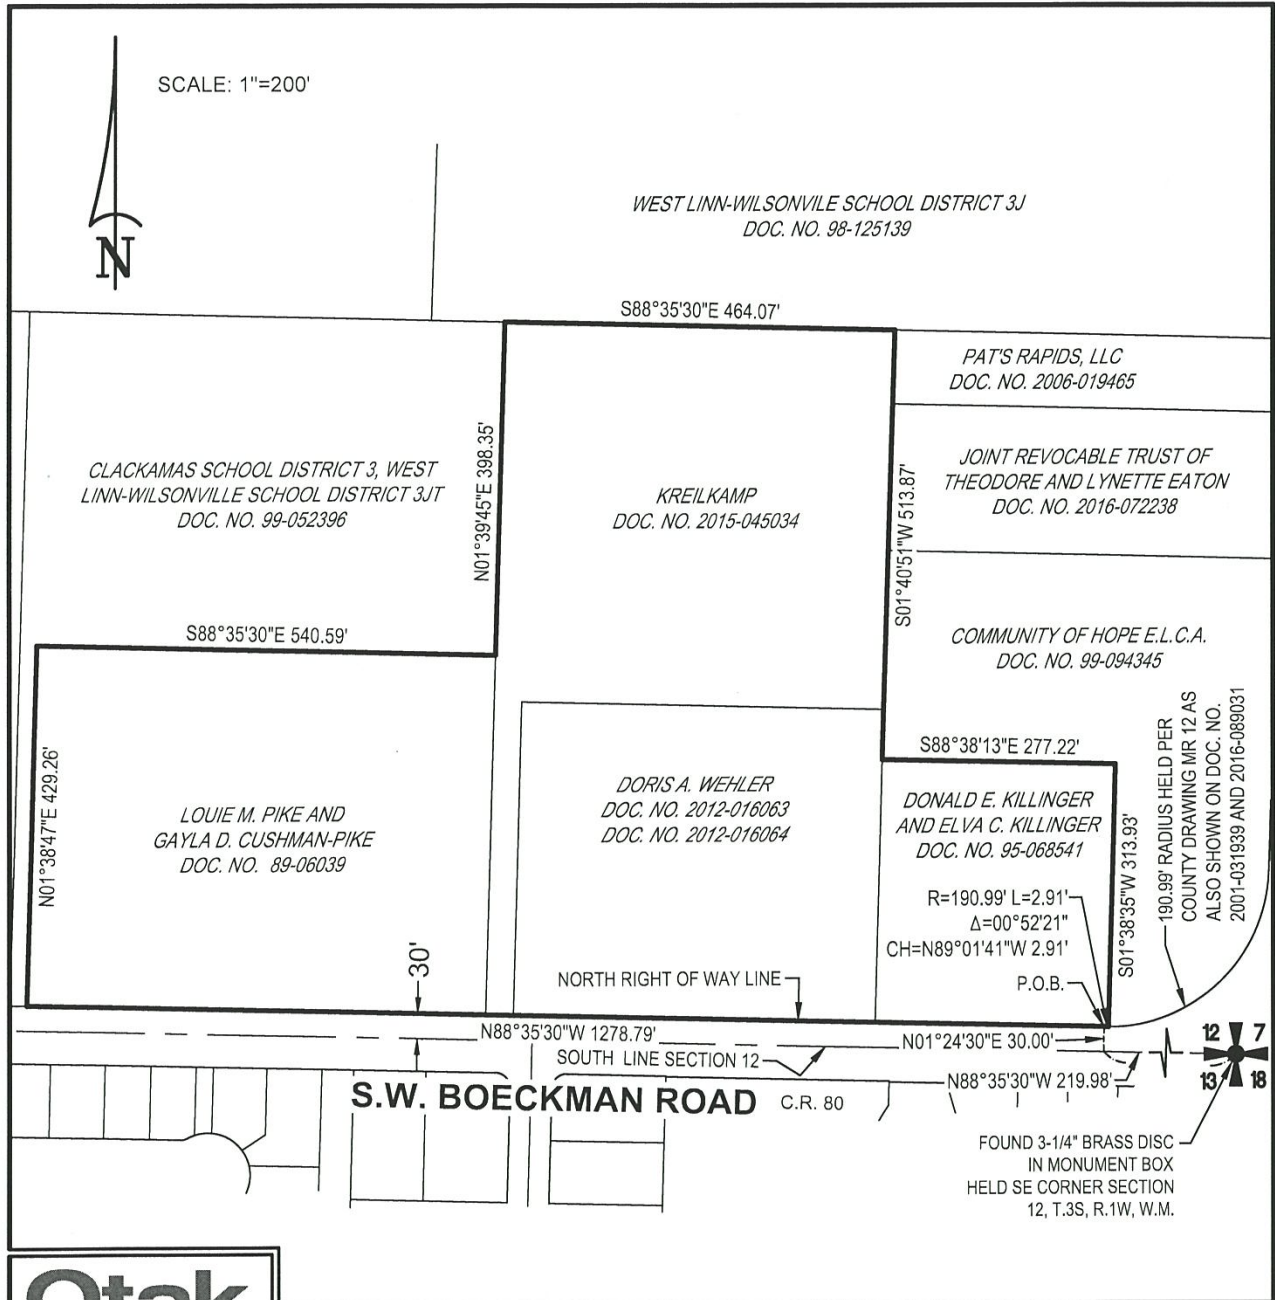 SCALE: 1"=200'
N
WEST LINN-WILSONVILE SCHOOL DISTRICT 3J
DOC. NO. 98-125139
S88°35'30"E 464.07'
PAT'S RAPIDS, LLC
DOC. NO. 2006-019465
CLACKAMAS SCHOOL DISTRICT 3, WEST
LINN-WILSONVILLE SCHOOL DISTRICT 3JT
DOC. NO. 99-052396
N01°39'45"E 398.35'
KREILKAMP
DOC. NO. 2015-045034
S01°40'51"W 513.87'
JOINT REVOCABLE TRUST OF
THEODORE AND LYNETTE EATON
DOC. NO. 2016-072238
S88°35'30"E 540.59'
COMMUNITY OF HOPE E.L.C.A.
DOC. NO. 99-094345
190.99' RADIUS HELD PER
COUNTY DRAWING MR 12 AS
ALSO SHOWN ON DOC. NO.
2001-031939 AND 2016-089031
S88°38'13"E 277.22'
N01°38'47"E 429.26'
LOUIE M. PIKE AND
GAYLA D. CUSHMAN-PIKE
DOC. NO. 89-06039
DORIS A. WEHLER
DOC. NO. 2012-016063
DOC. NO. 2012-016064
DONALD E. KILLINGER
AND ELVA C. KILLINGER
DOC. NO. 95-068541
S01°38'35"W 313.93'
R=190.99' L=2.91'
Δ=00°52'21"
CH=N89°01'41"W 2.91'
P.O.B.
30'
NORTH RIGHT OF WAY LINE
N88°35'30"W 1278.79'
N01°24'30"E 30.00'
12 7
13 18
SOUTH LINE SECTION 12
N88°35'30"W 219.98'
S.W. BOECKMAN ROAD C.R. 80
FOUND 3-1/4" BRASS DISC
IN MONUMENT BOX
HELD SE CORNER SECTION
12, T.3S, R.1W, W.M.
Otak